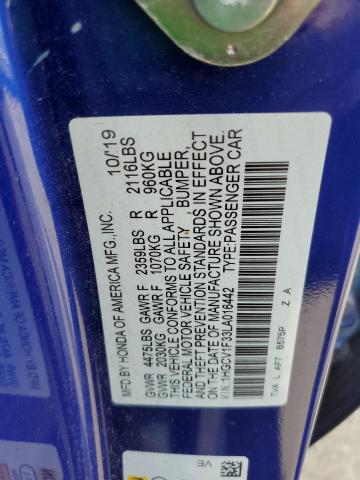 MFD. BY HONDA OF AMERICA MFG.,INC. 10/'19
GVWR 4475LBS GAWR F 2359LBS R 2116LBS
GVWR 2030KG GAWR F 1070KG R 960KG
THIS VEHICLE CONFORMS TO ALL APPLICABLE
FEDERAL MOTOR VEHICLE SAFETY , BUMPER,
AND THEFT PREVENTION STANDARDS IN EFFECT
ON THE DATE OF MANUFACTURE SHOWN ABOVE.
V.I.N.:1HGCV1F33LA016442 TYPE:PASSENGER CAR
TVA L AF7 B575P Z A